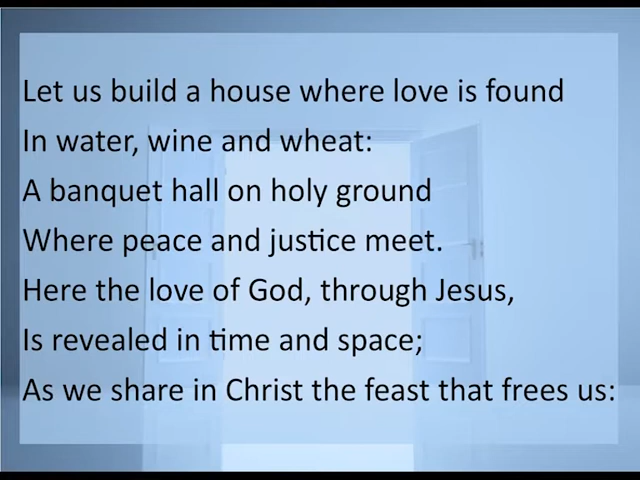 Let us build a house where love is found
In water, wine and wheat:
A banquet hall on holy ground
Where peace and justice meet.
Here the love of God, through Jesus,
Is revealed in time and space;
As we share in Christ the feast that frees us: